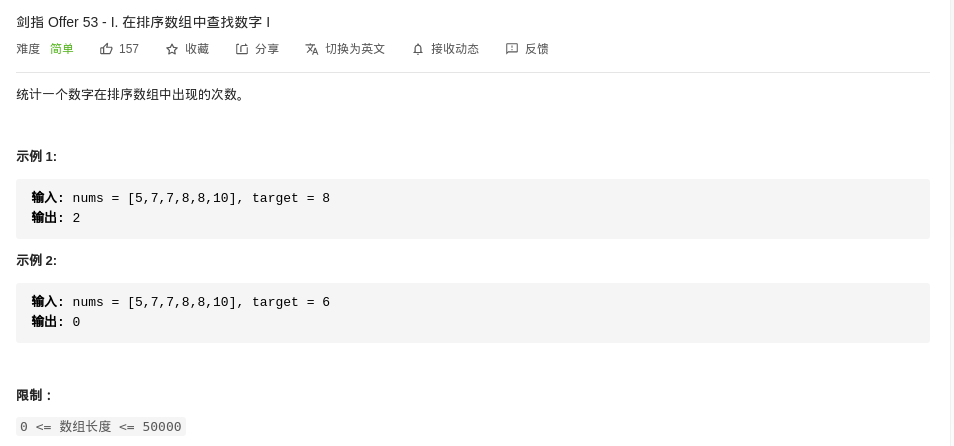 剑指 Offer 53 - I. 在排序数组中查找数字 I
难度 简单 157 收藏 分享 切换为英文 接收动态 反馈
统计一个数字在排序数组中出现的次数。
示例 1:
输入: nums = [5,7,7,8,8,10], target = 8
输出: 2
示例 2:
输入: nums = [5,7,7,8,8,10], target = 6
输出: 0
限制：
0 <= 数组长度 <= 50000